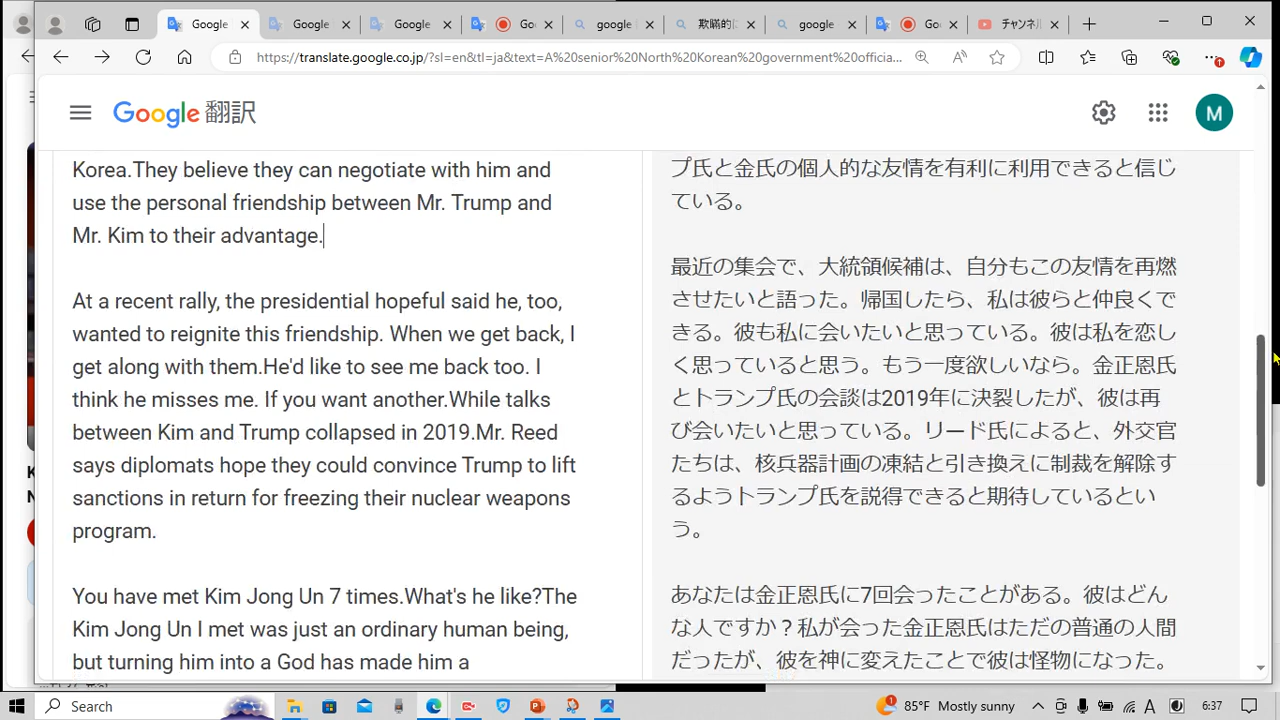 Google
Google
Google
Go
google
欺瞞的に
google
Goo
チャンネル
https://translate.google.co.jp/?sl=en&tl=ja&text=A%20senior%20North%20Korean%20government%20officia...
Google 翻訳
M
Korea.They believe they can negotiate with him and
use the personal friendship between Mr. Trump and
Mr. Kim to their advantage.
At a recent rally, the presidential hopeful said he, too,
wanted to reignite this friendship. When we get back, I
get along with them.He'd like to see me back too. I
think he misses me. If you want another.While talks
between Kim and Trump collapsed in 2019.Mr. Reed
says diplomats hope they could convince Trump to lift
sanctions in return for freezing their nuclear weapons
program.
You have met Kim Jong Un 7 times.What's he like?The
Kim Jong Un I met was just an ordinary human being,
but turning him into a God has made him a
プ氏と金氏の個人的な友情を有利に利用できると信じ
ている。
最近の集会で、大統領候補は、自分もこの友情を再燃
させたいと語った。帰国したら、私は彼らと仲良くで
きる。彼も私に会いたいと思っている。彼は私を恋し
く思っていると思う。もう一度欲しいなら。金正恩氏
とトランプ氏の会談は2019年に決裂したが、彼は再
び会いたいと思っている。リード氏によると、外交官
たちは、核兵器計画の凍結と引き換えに制裁を解除す
るようトランプ氏を説得できると期待しているとい
う。
あなたは金正恩氏に7回会ったことがある。彼はどん
な人ですか？私が会った金正恩氏はただの普通の人間
だったが、彼を神に変えたことで彼は怪物になった。
Search
1
85°F Mostly sunny
A
6:37